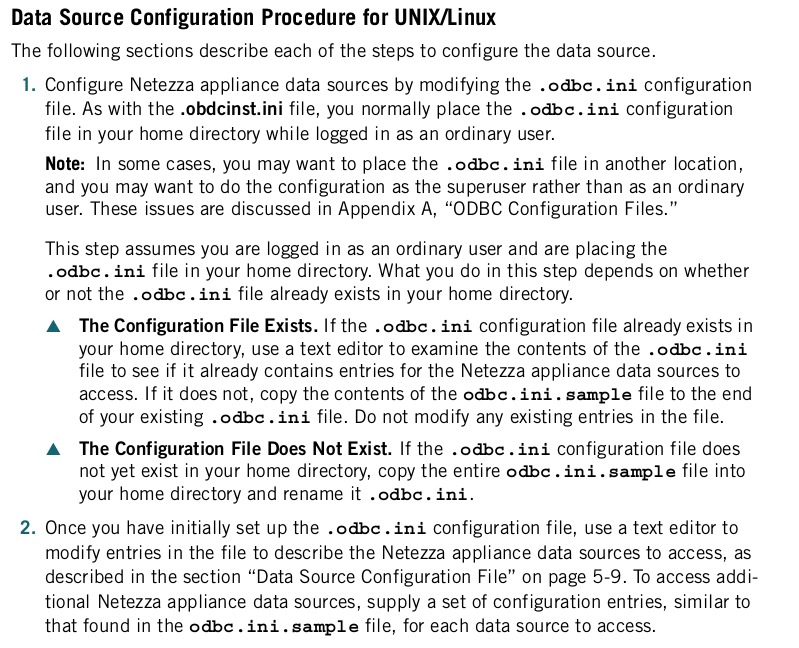 Data Source Configuration Procedure for UNIX/Linux
The following sections describe each of the steps to configure the data source.
1. Configure Netezza appliance data sources by modifying the .odbc.ini configuration
file. As with the .obdcinst.ini file, you normally place the .odbc.ini configuration
file in your home directory while logged in as an ordinary user.
Note: In some cases, you may want to place the .odbc.ini file in another location,
and you may want to do the configuration as the superuser rather than as an ordinary
user. These issues are discussed in Appendix A, “ODBC Configuration Files.”
This step assumes you are logged in as an ordinary user and are placing the
.odbc.ini file in your home directory. What you do in this step depends on whether
or not the .odbc.ini file already exists in your home directory.
▲ The Configuration File Exists. If the .odbc.ini configuration file already exists in
your home directory, use a text editor to examine the contents of the .odbc.ini
file to see if it already contains entries for the Netezza appliance data sources to
access. If it does not, copy the contents of the odbc.ini.sample file to the end
of your existing .odbc.ini file. Do not modify any existing entries in the file.
▲ The Configuration File Does Not Exist. If the .odbc.ini configuration file does
not yet exist in your home directory, copy the entire odbc.ini.sample file into
your home directory and rename it .odbc.ini.
2. Once you have initially set up the .odbc.ini configuration file, use a text editor to
modify entries in the file to describe the Netezza appliance data sources to access, as
described in the section “Data Source Configuration File” on page 5-9. To access addi-
tional Netezza appliance data sources, supply a set of configuration entries, similar to
that found in the odbc.ini.sample file, for each data source to access.